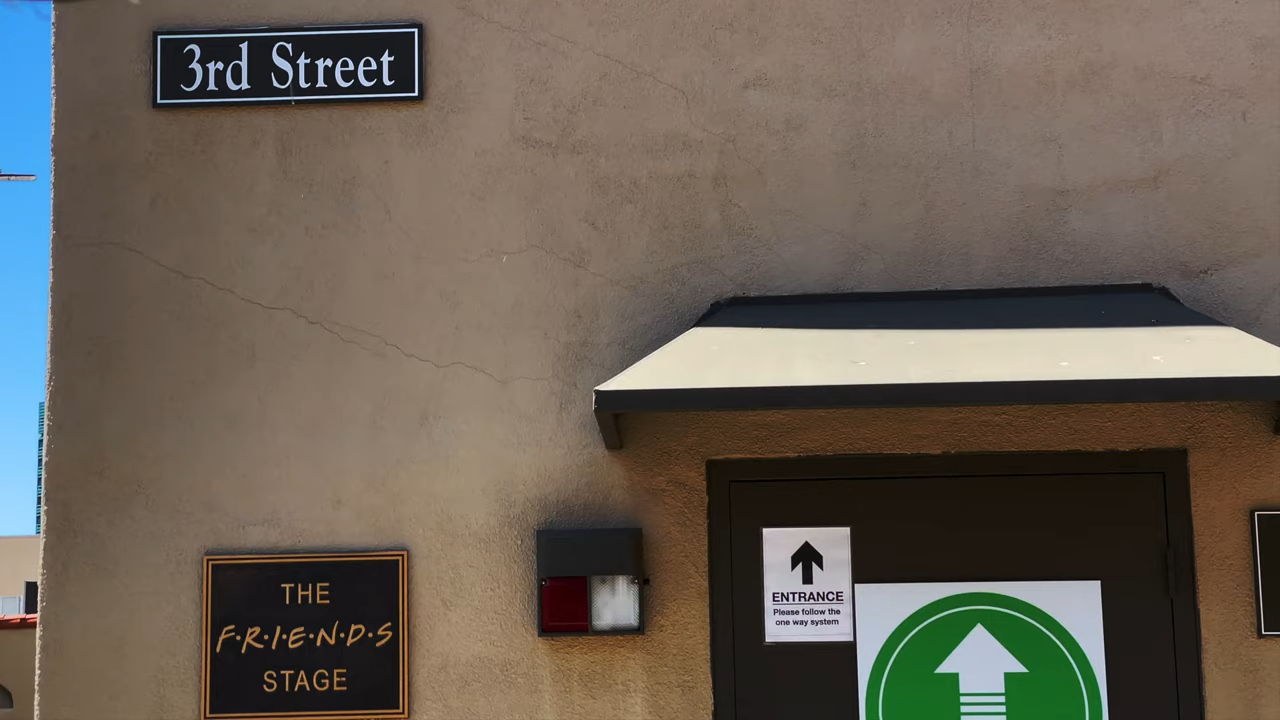 3rd Street
THE
F·R·I·E·N·D·S
STAGE
ENTRANCE
Please follow the
one way system